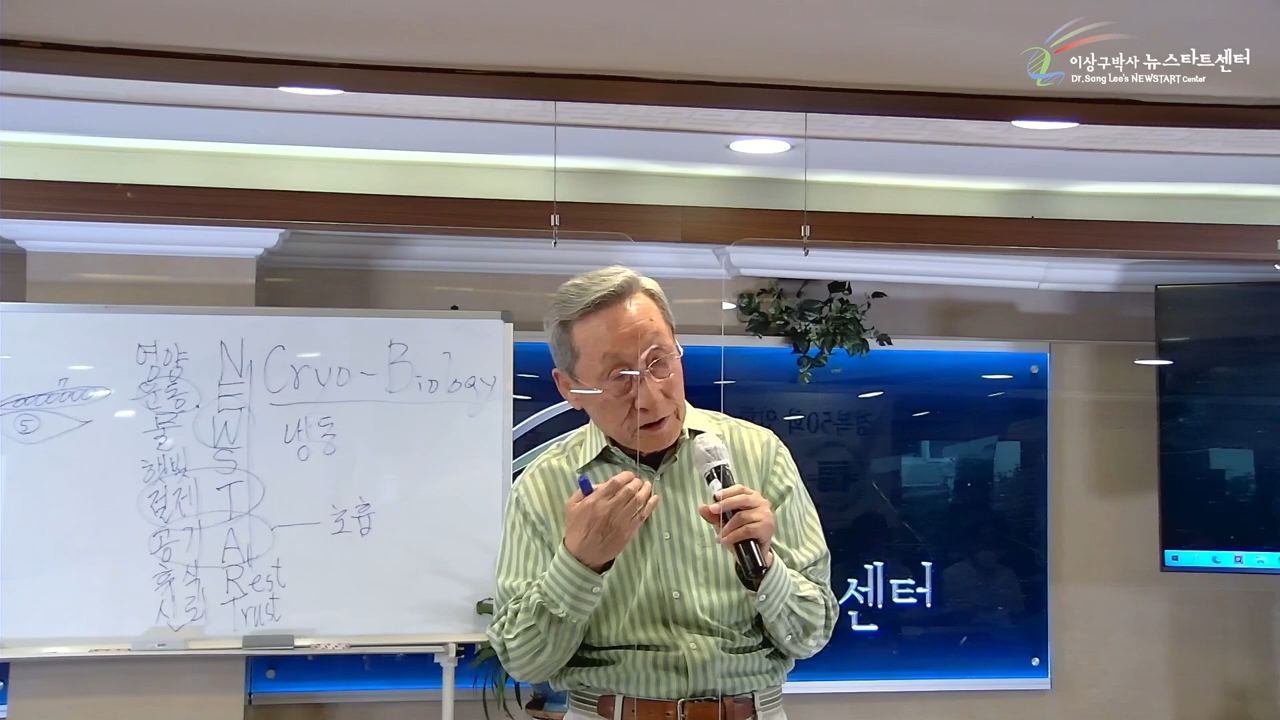 이상구박사 뉴스타트센터
Dr. Sang Lee's NEWSTART Center
영양 N
운동 E
물 W
햇빛 S
절제 T
공기 A
휴식 Rest
신뢰 Trust
Cryo-Biology
냉동
호흡
센터